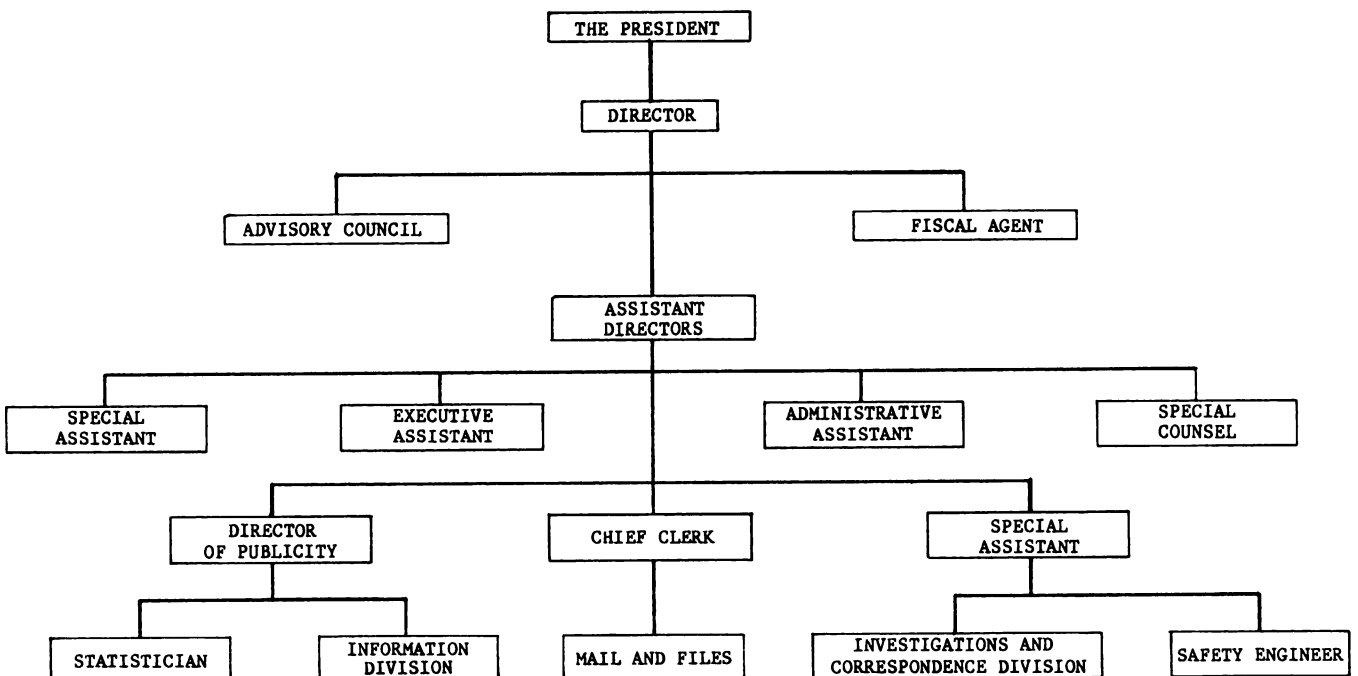 THE PRESIDENT
DIRECTOR
ADVISORY COUNCIL
FISCAL AGENT
ASSISTANT
DIRECTORS
SPECIAL
ASSISTANT
EXECUTIVE
ASSISTANT
ADMINISTRATIVE
ASSISTANT
SPECIAL
COUNSEL
DIRECTOR
OF PUBLICITY
CHIEF CLERK
SPECIAL
ASSISTANT
STATISTICIAN
INFORMATION
DIVISION
MAIL AND FILES
INVESTIGATIONS AND
CORRESPONDENCE DIVISION
SAFETY ENGINEER